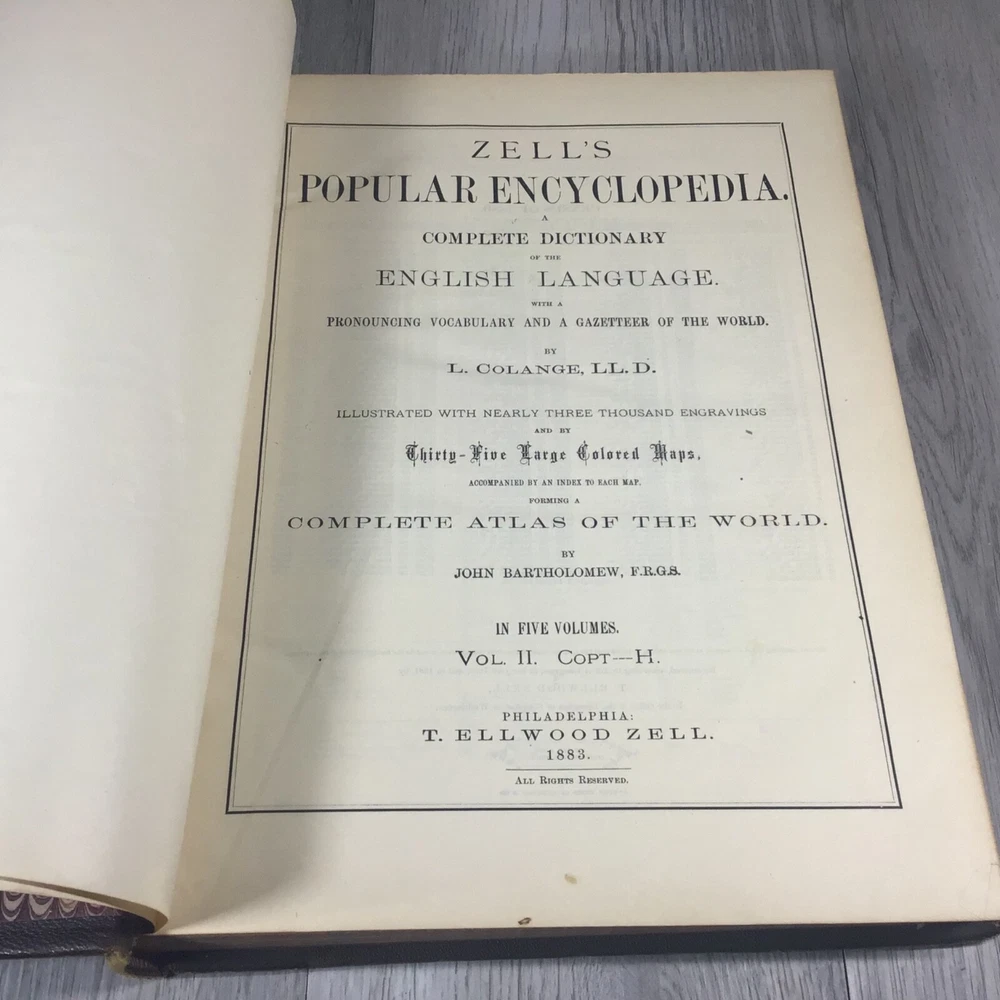 ZELL'S
POPULAR ENCYCLOPEDIA.
A
COMPLETE DICTIONARY
OF THE
ENGLISH LANGUAGE.
WITH A
PRONOUNCING VOCABULARY AND A GAZETTEER OF THE WORLD.
BY
L. COLANGE, LL.D.
ILLUSTRATED WITH NEARLY THREE THOUSAND ENGRAVINGS
AND BY
Thirty-Five Large Colored Maps,
ACCOMPANIED BY AN INDEX TO EACH MAP.
FORMING A
COMPLETE ATLAS OF THE WORLD.
BY
JOHN BARTHOLOMEW, F.R.G.S.
IN FIVE VOLUMES.
VOL. II. COPT—H.
PHILADELPHIA:
T. ELLWOOD ZELL.
1883.
ALL RIGHTS RESERVED.